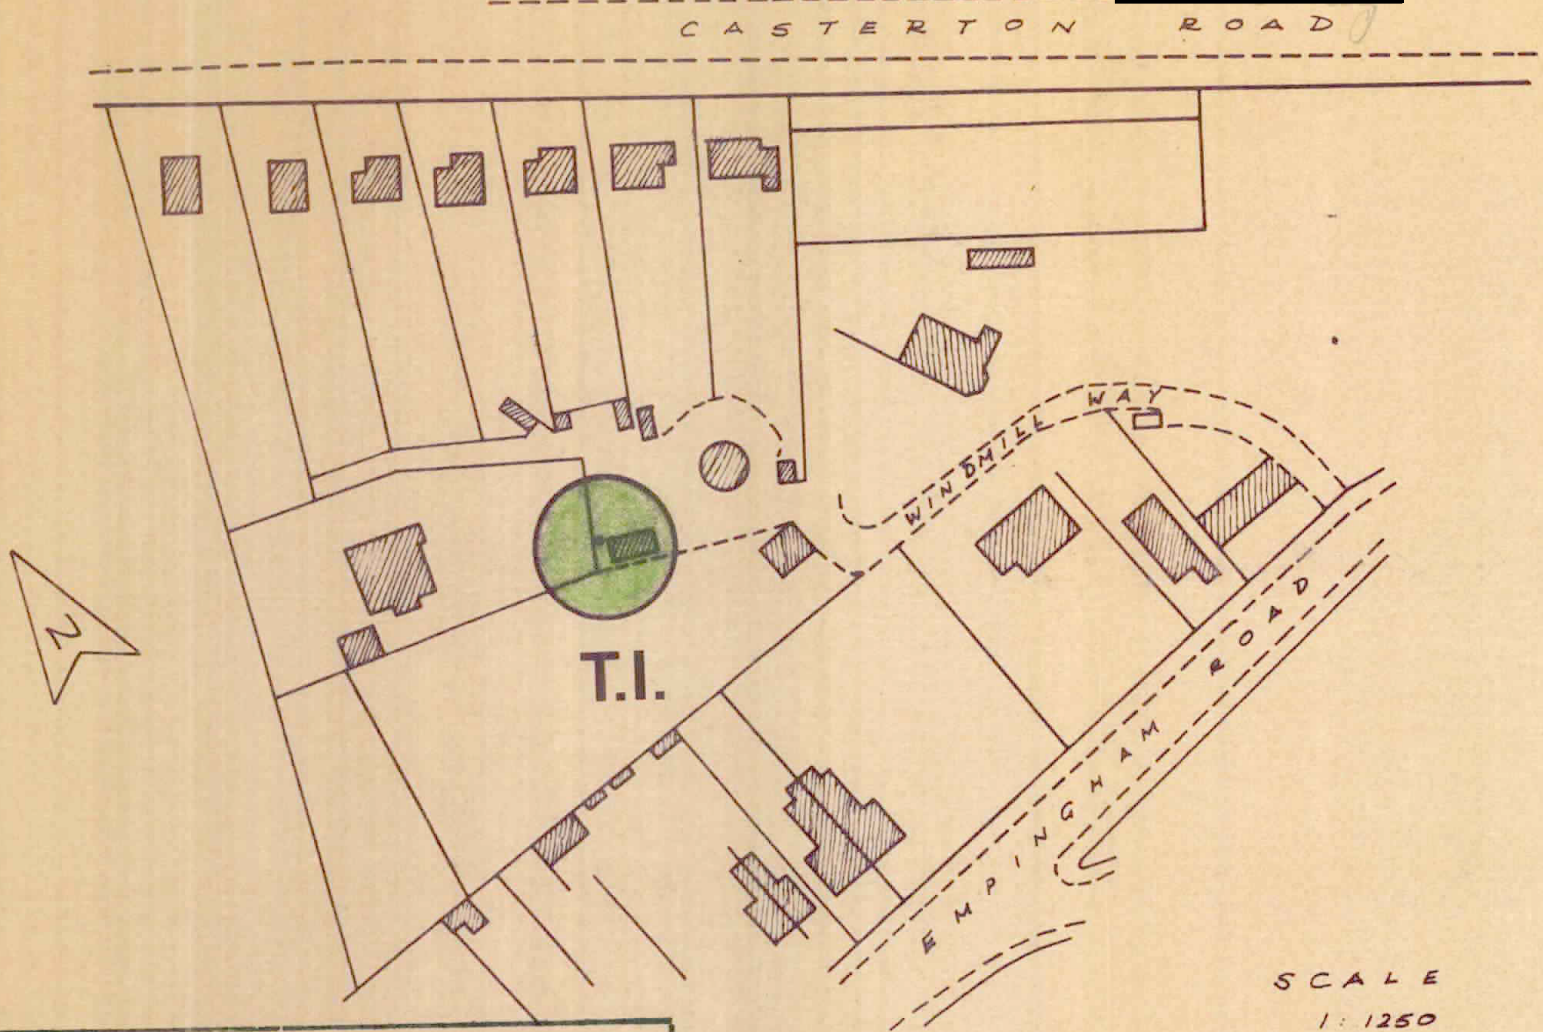 CASTERTON ROAD
WINDMILL WAY
N
T.I.
EMPINGHAM ROAD
SCALE
1:1250